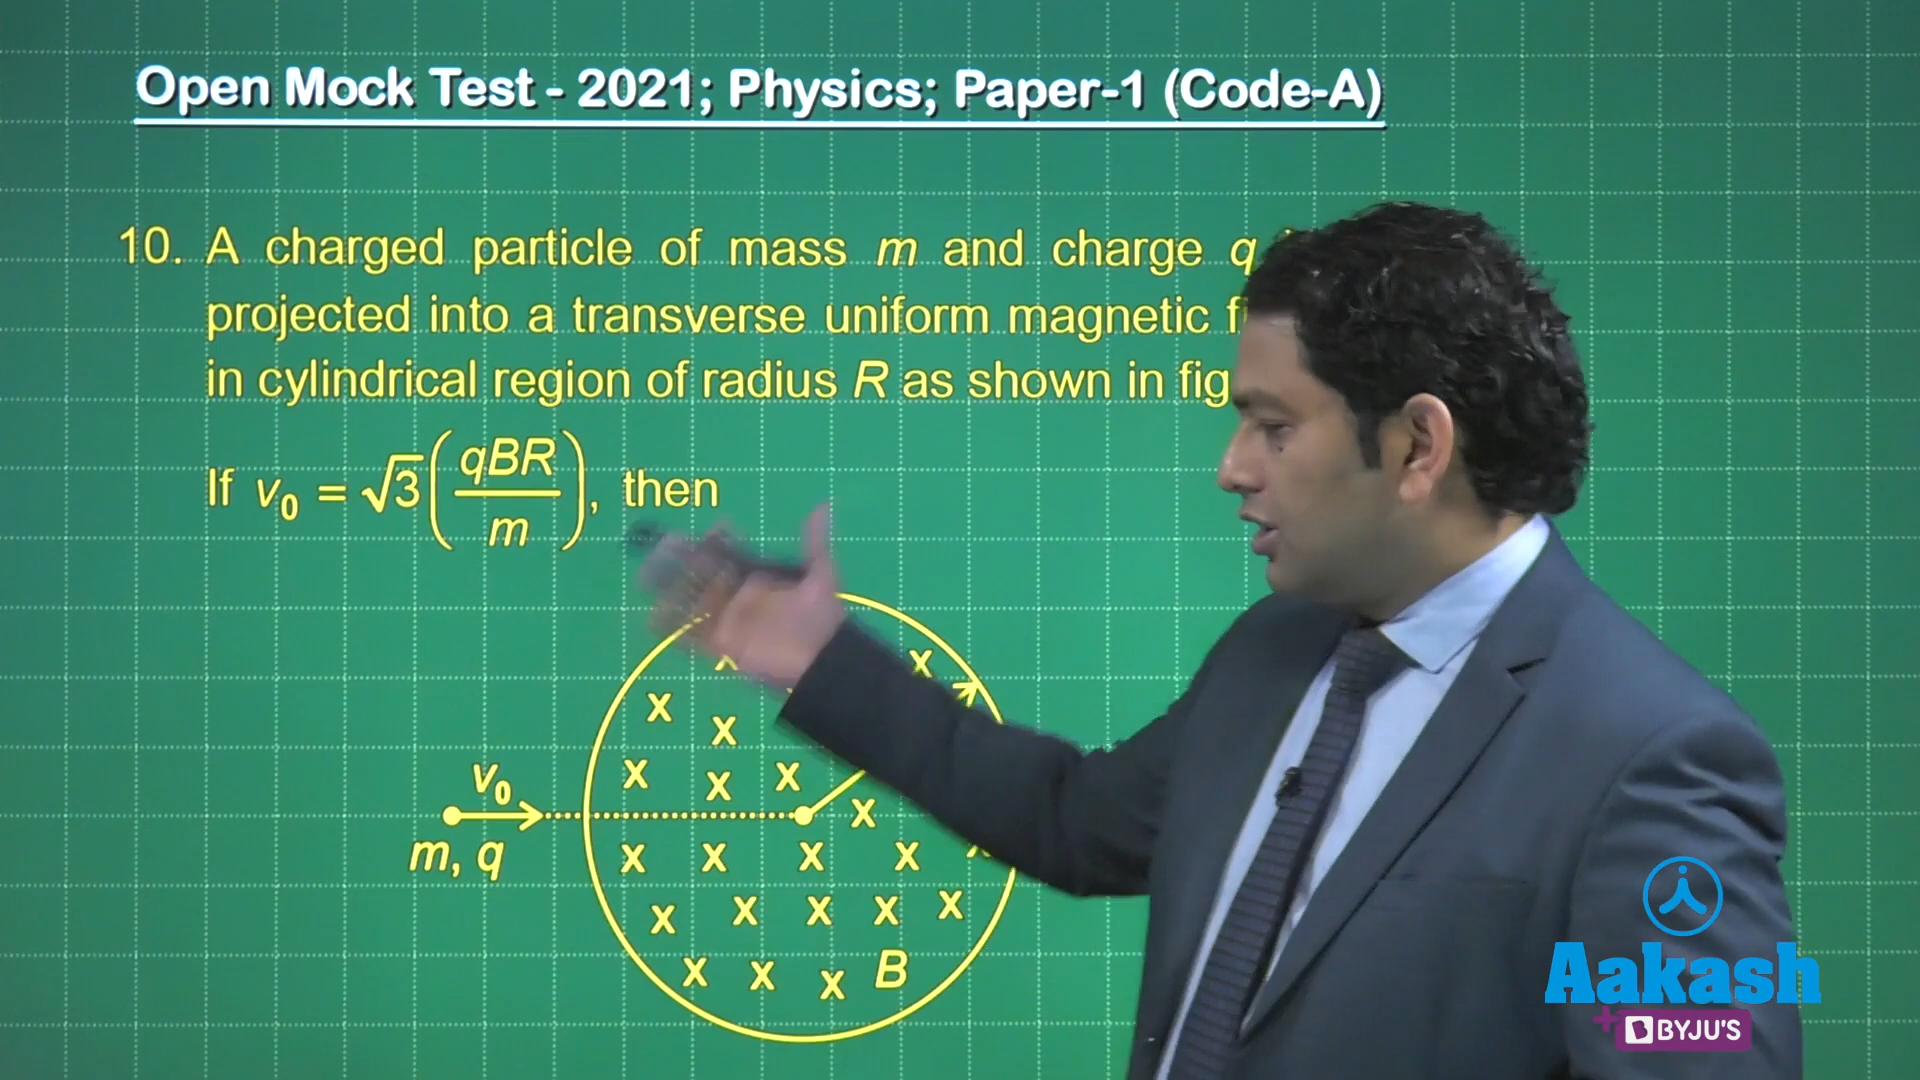 Open Mock Test - 2021; Physics; Paper-1 (Code-A)
10. A charged particle of mass m and charge q
projected into a transverse uniform magnetic
in cylindrical region of radius R as shown in
If v₀ = √3(qBR/m), then
x
x x
x x x
v₀
x
m, q
x x x x
x x x x x
x x x B
Aakash
+ BYJU'S